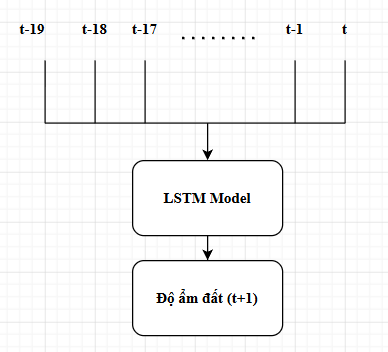 t-19 t-18 t-17 ........ t-1 t
LSTM Model
Độ ẩm đất (t+1)